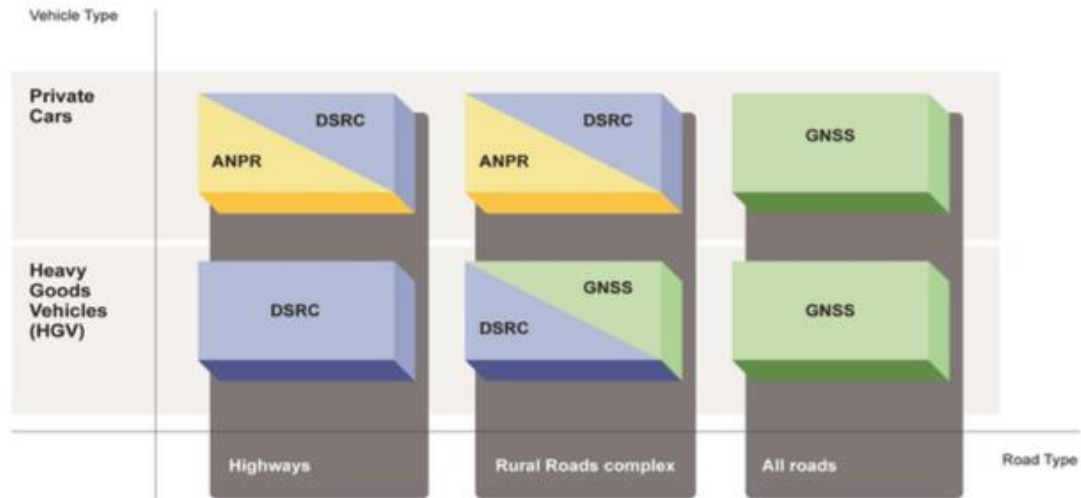 Vehicle Type
Private
Cars
DSRC
ANPR
DSRC
ANPR
GNSS
Heavy
Goods
Vehicles
(HGV)
DSRC
GNSS
DSRC
GNSS
Highways
Rural Roads complex
All roads
Road Type